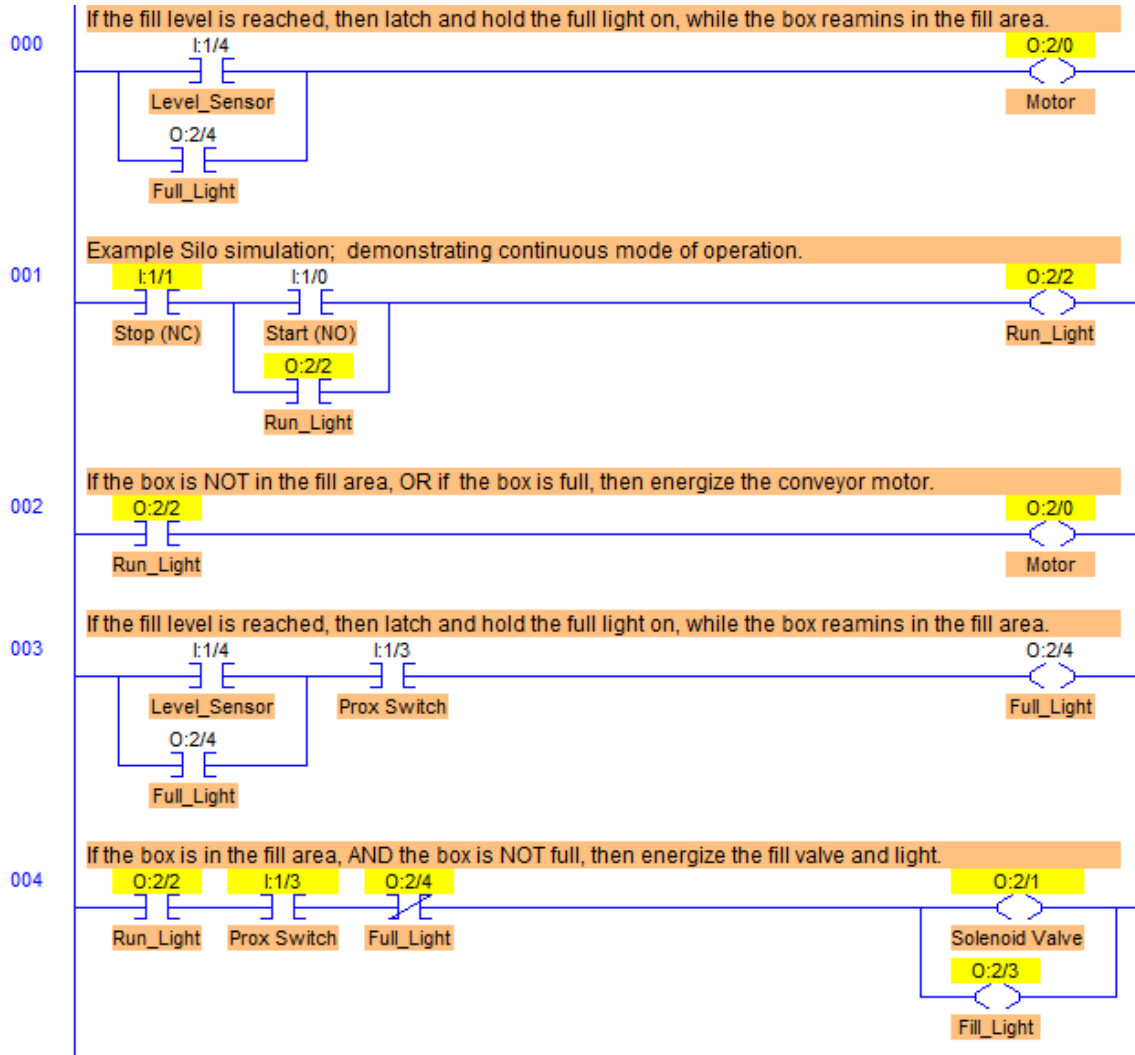 If the fill level is reached, then latch and hold the full light on, while the box reamins in the fill area.
000 I:1/4 O:2/0
Level_Sensor Motor
O:2/4
Full_Light
Example Silo simulation; demonstrating continuous mode of operation.
001 I:1/1 I:1/0 O:2/2
Stop (NC) Start (NO) Run_Light
O:2/2
Run_Light
If the box is NOT in the fill area, OR if the box is full, then energize the conveyor motor.
002 O:2/2 O:2/0
Run_Light Motor
If the fill level is reached, then latch and hold the full light on, while the box reamins in the fill area.
003 I:1/4 I:1/3 O:2/4
Level_Sensor Prox Switch Full_Light
O:2/4
Full_Light
If the box is in the fill area, AND the box is NOT full, then energize the fill valve and light.
004 O:2/2 I:1/3 O:2/4 O:2/1
Run_Light Prox Switch Full_Light Solenoid Valve
O:2/3
Fill_Light